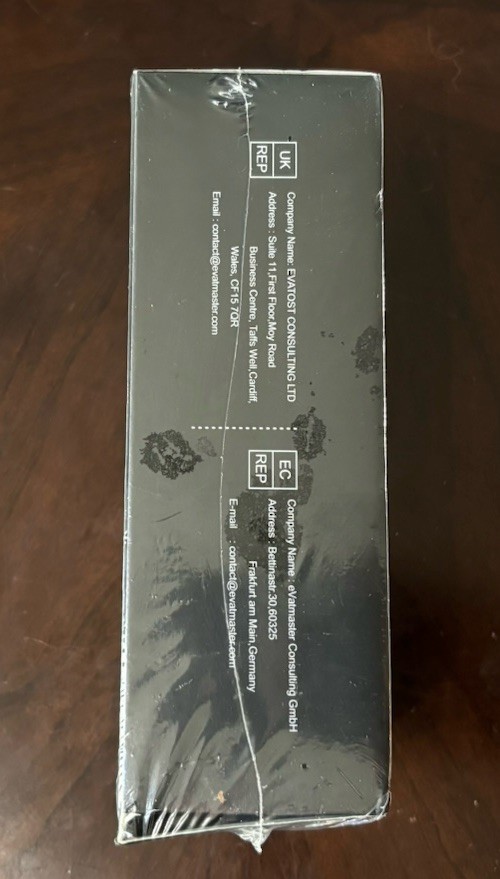 UK
REP
Company Name: EVATOST CONSULTING LTD
Address : Suite 11,First Floor,Moy Road
Business Centre, Taffs Well,Cardiff,
Wales, CF15 7QR
Email : contact@evatmaster.com
EC
REP
Company Name : eVatmaster Consulting GmbH
Address : Bettinastr.30,60325
Frakfurt am Main,Germany
E-mail : contact@evatmaster.com